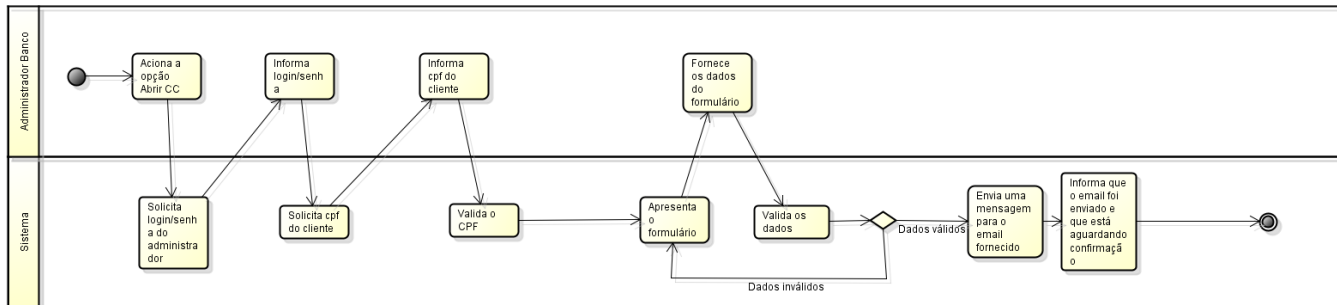 Administrador Banco
Aciona a
opção
Abrir CC
Informa
login/senh
a
Informa
cpf do
cliente
Fornece
os dados
do
formulário
Sistema
Solicita
login/senh
a do
administra
dor
Solicita cpf
do cliente
Valida o
CPF
Apresenta
o
formulário
Valida os
dados
Dados válidos
Dados inválidos
Envia uma
mensagem
para o
email
fornecido
Informa que
o email foi
enviado e
que está
aguardando
confirmaçã
o